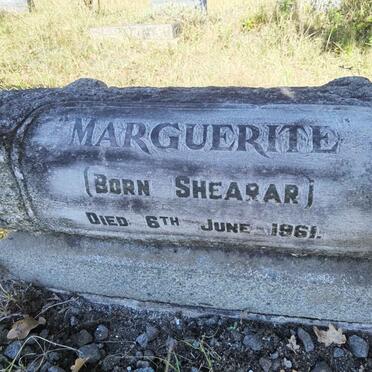 MARGUERITE
(BORN SHEARAR)
DIED 6TH JUNE 1961.